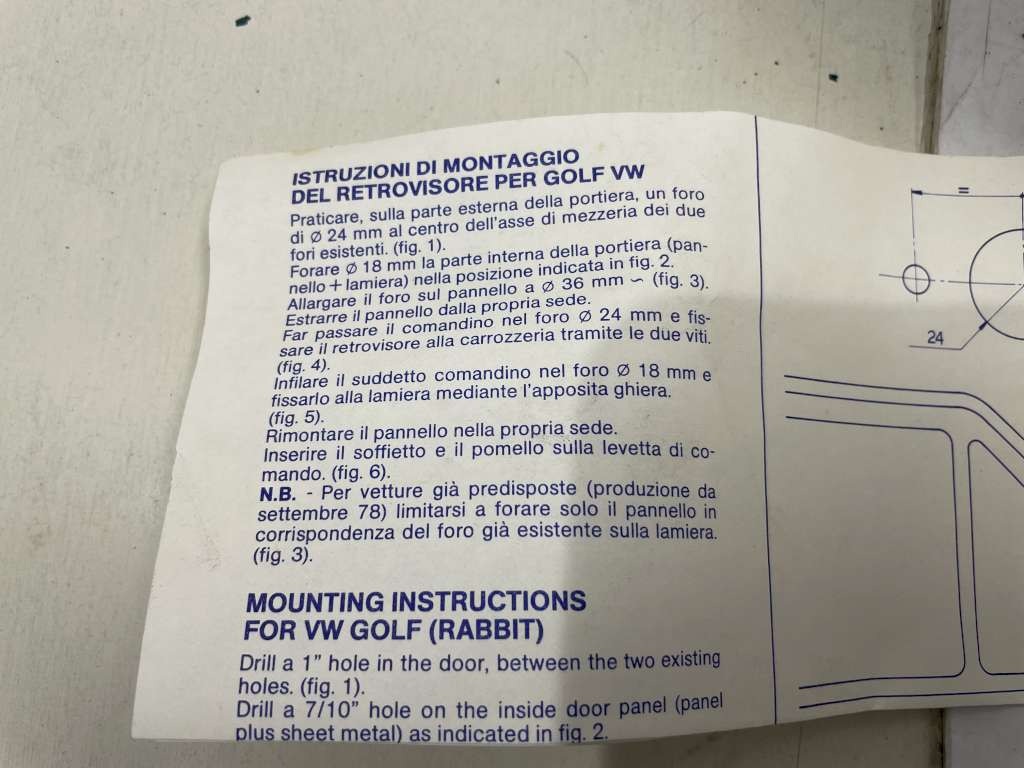 ISTRUZIONI DI MONTAGGIO
DEL RETROVISORE PER GOLF VW
Praticare, sulla parte esterna della portiera, un foro
di Ø 24 mm al centro dell'asse di mezzeria dei due
fori esistenti. (fig. 1).
Forare Ø 18 mm la parte interna della portiera (pan-
nello + lamiera) nella posizione indicata in fig. 2.
Allargare il foro sul pannello a Ø 36 mm ∽ (fig. 3).
Estrarre il pannello dalla propria sede.
Far passare il comandino nel foro Ø 24 mm e fis-
sare il retrovisore alla carrozzeria tramite le due viti.
(fig. 4).
Infilare il suddetto comandino nel foro Ø 18 mm e
fissarlo alla lamiera mediante l'apposita ghiera.
(fig. 5).
Rimontare il pannello nella propria sede.
Inserire il soffietto e il pomello sulla levetta di co-
mando. (fig. 6).
N.B. - Per vetture già predisposte (produzione da
settembre 78) limitarsi a forare solo il pannello in
corrispondenza del foro già esistente sulla lamiera.
(fig. 3).
MOUNTING INSTRUCTIONS
FOR VW GOLF (RABBIT)
Drill a 1" hole in the door, between the two existing
holes. (fig. 1).
Drill a 7/10" hole on the inside door panel (panel
plus sheet metal) as indicated in fig. 2.
=
24